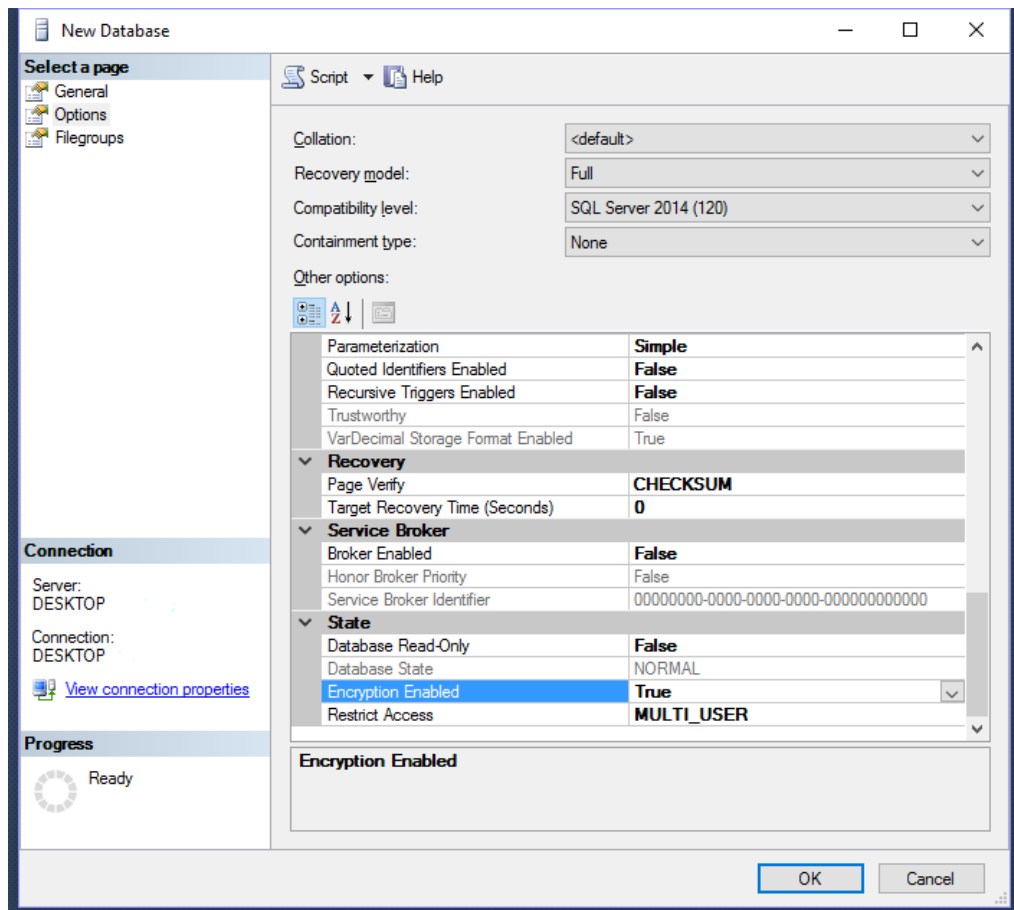 New Database
Select a page
General
Options
Filegroups
Script Help
Collation: <default>
Recovery model: Full
Compatibility level: SQL Server 2014 (120)
Containment type: None
Other options:
Parameterization Simple
Quoted Identifiers Enabled False
Recursive Triggers Enabled False
Trustworthy False
VarDecimal Storage Format Enabled True
Recovery
Page Verify CHECKSUM
Target Recovery Time (Seconds) 0
Service Broker
Broker Enabled False
Honor Broker Priority False
Service Broker Identifier 00000000-0000-0000-0000-000000000000
State
Database Read-Only False
Database State NORMAL
Encryption Enabled True
Restrict Access MULTI_USER
Encryption Enabled
Connection
Server:
DESKTOP
Connection:
DESKTOP
View connection properties
Progress
Ready
OK Cancel